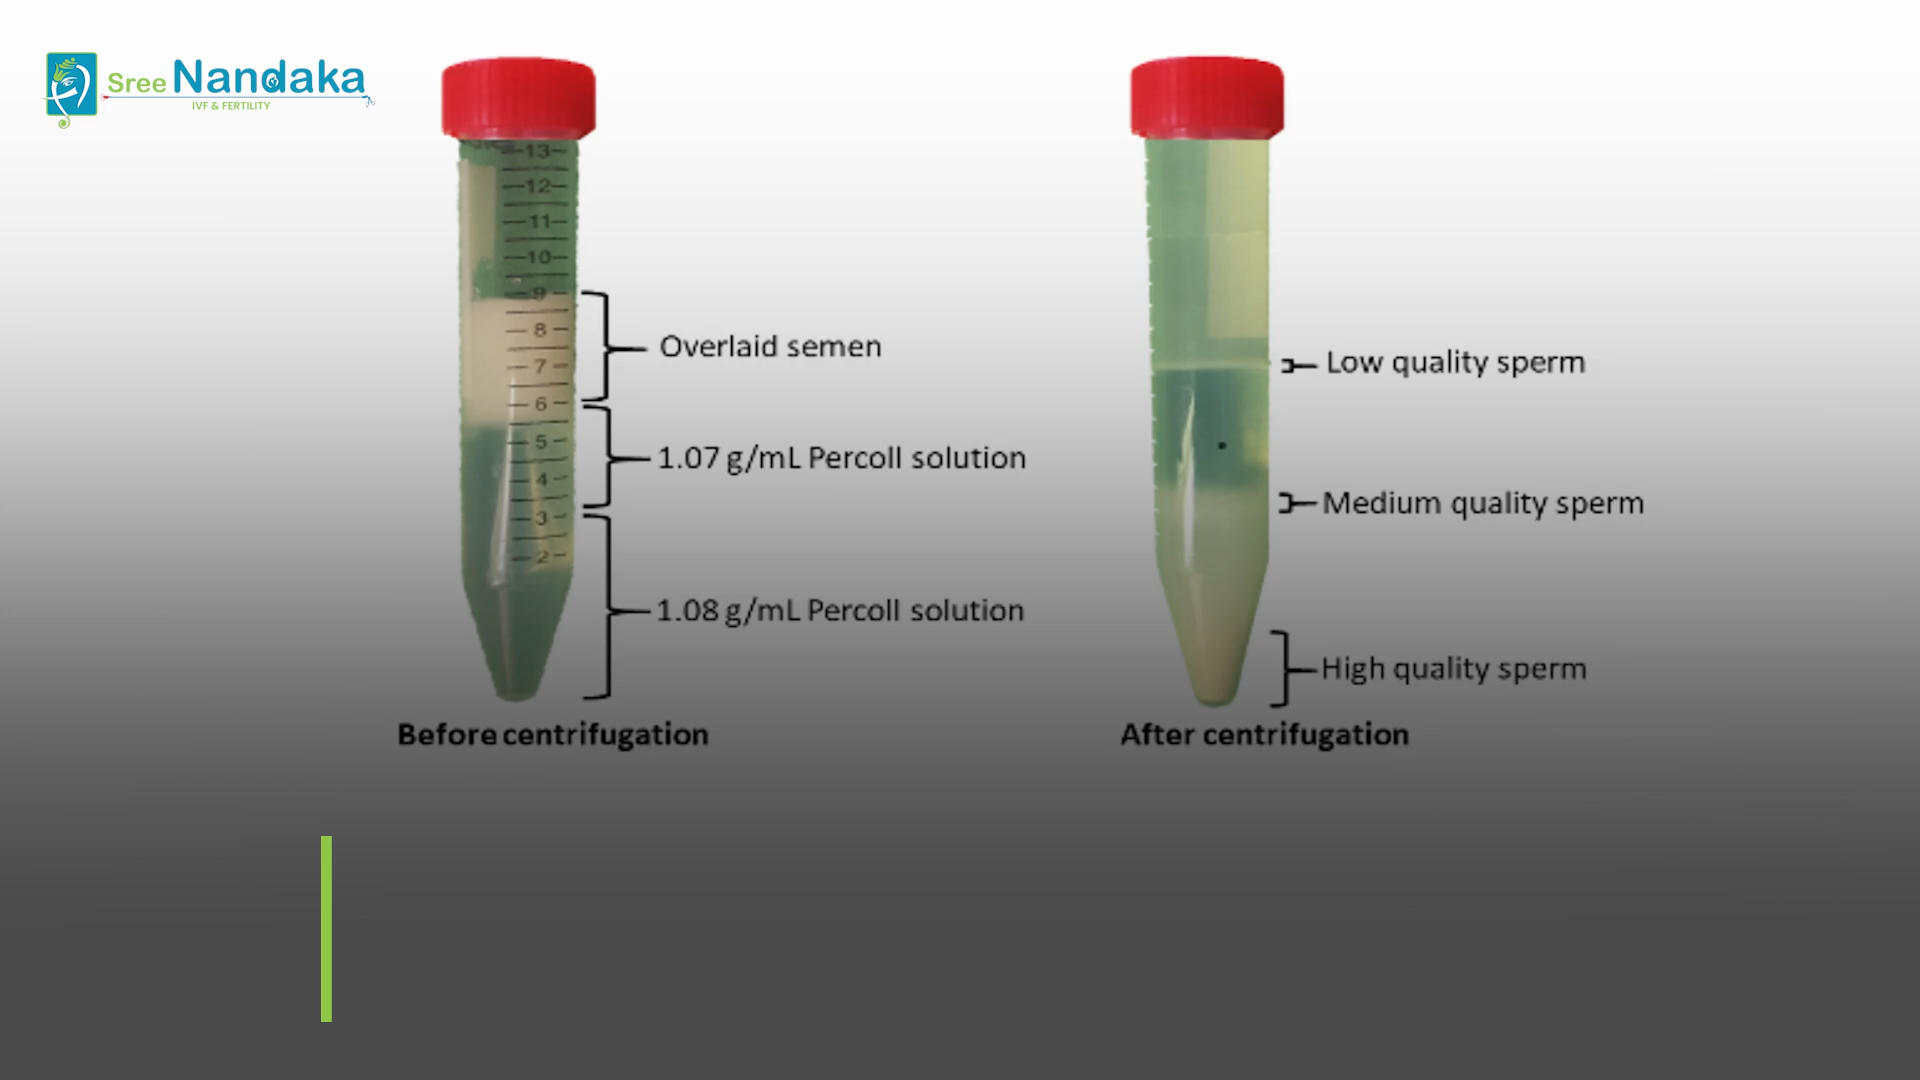 Sree Nandaka
IVF & FERTILITY
13
12
11
10
9
8
7
6
5
4
3
2
Overlaid semen
1.07 g/mL Percoll solution
1.08 g/mL Percoll solution
Before centrifugation
Low quality sperm
Medium quality sperm
High quality sperm
After centrifugation